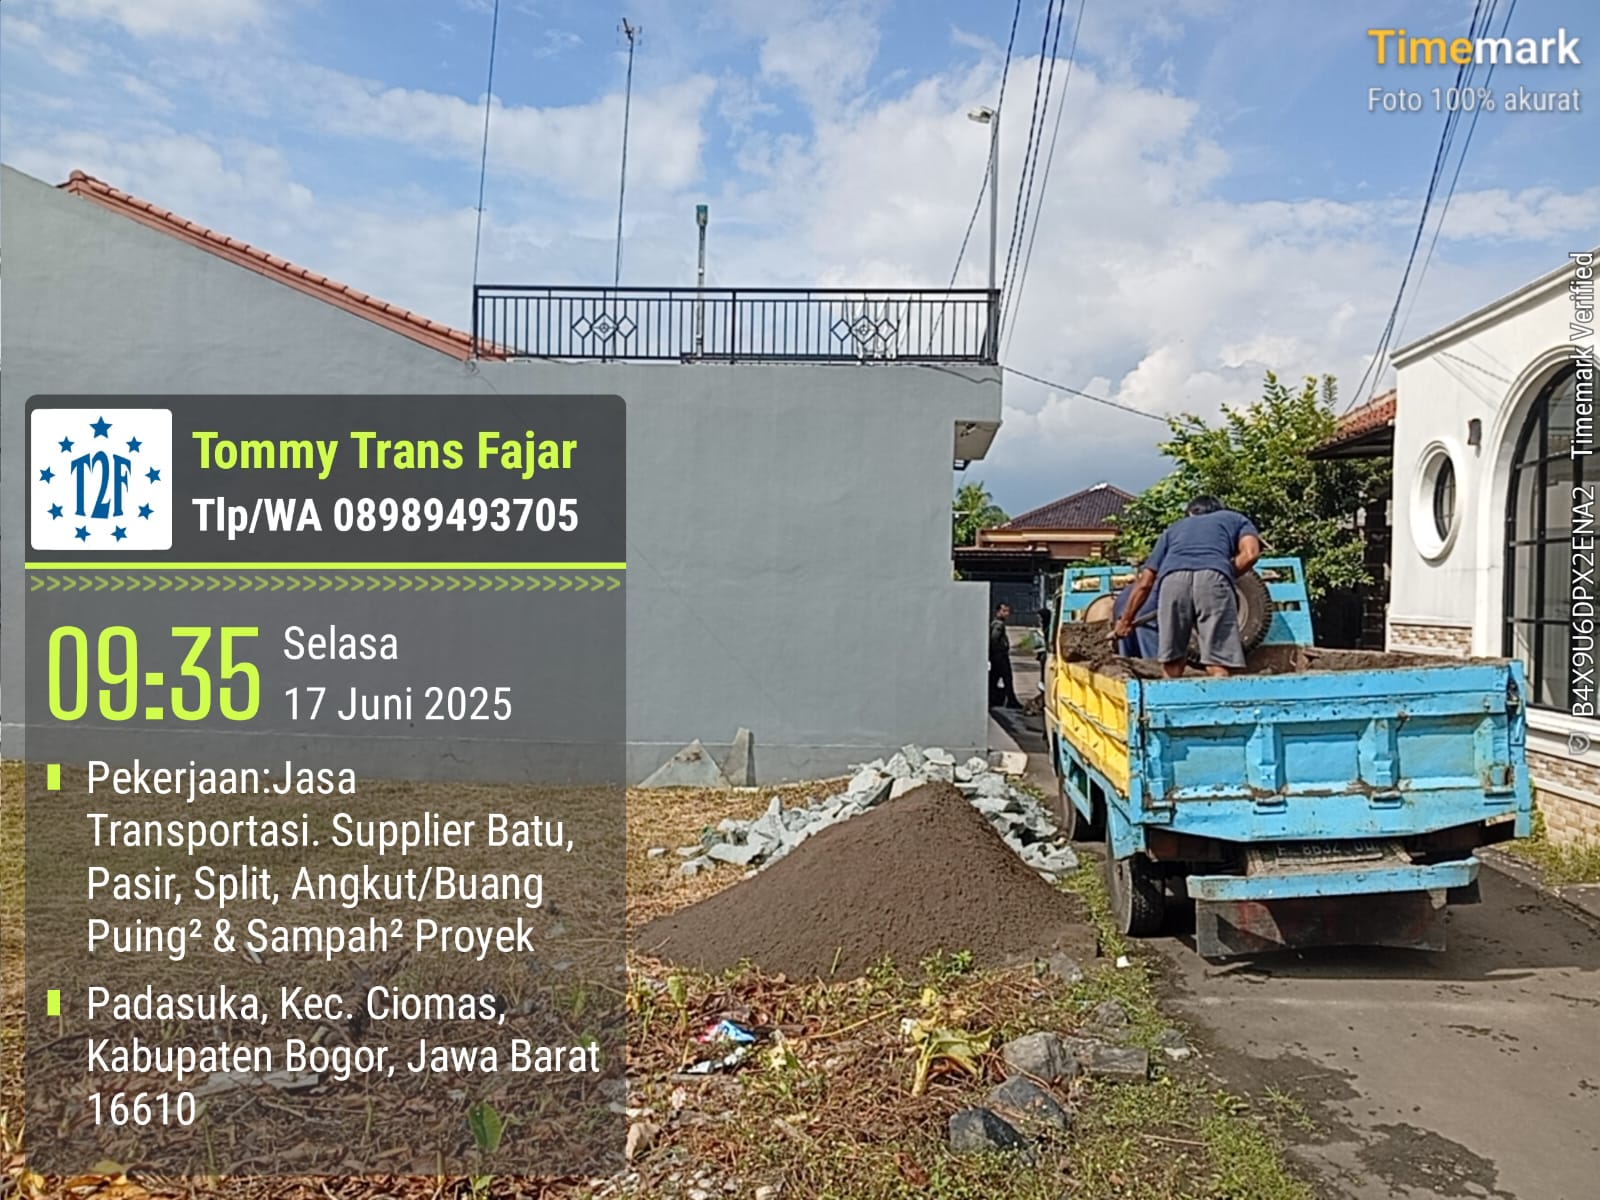 Timemark
Foto 100% akurat
T2F
Tommy Trans Fajar
Tlp/WA 08989493705
>>>>>>>>>>>>>>>>>>>>>>>>>>>>>>>>>>>>>
09:35
Selasa
17 Juni 2025
Pekerjaan:Jasa
Transportasi. Supplier Batu,
Pasir, Split, Angkut/Buang
Puing² & Sampah² Proyek
Padasuka, Kec. Ciomas,
Kabupaten Bogor, Jawa Barat
16610
B4X9U6DPX2ENA2 Timemark Verified